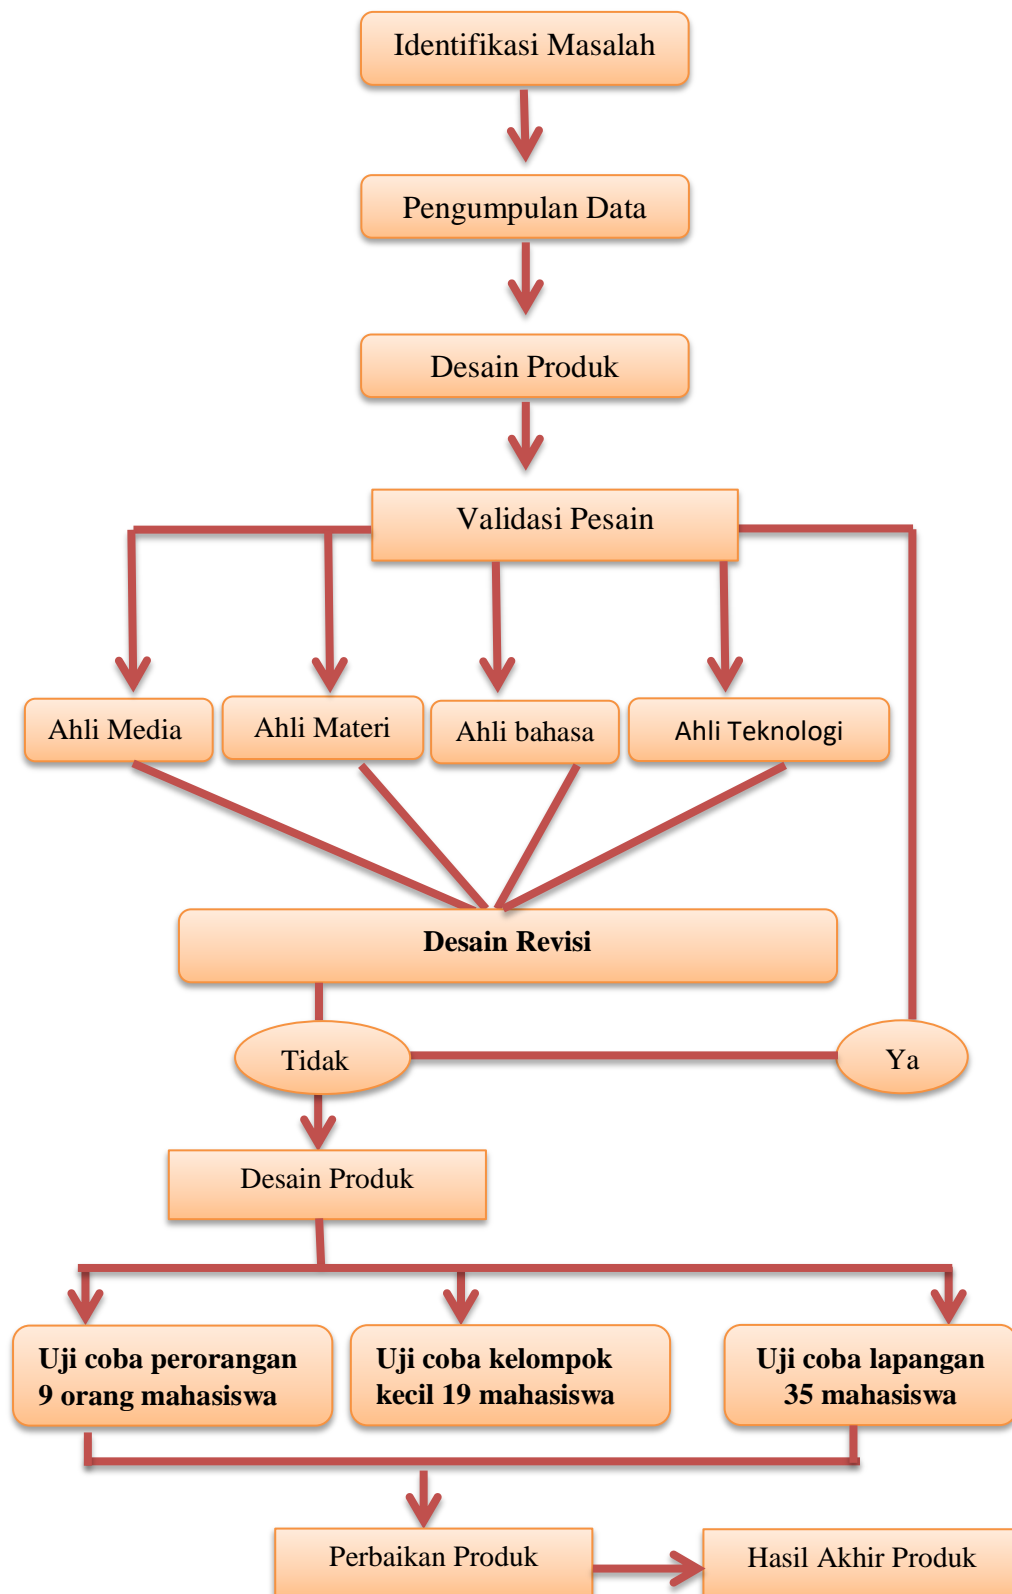 Identifikasi Masalah
Pengumpulan Data
Desain Produk
Validasi Pesain
Ahli Media
Ahli Materi
Ahli bahasa
Ahli Teknologi
Desain Revisi
Tidak
Ya
Desain Produk
Uji coba perorangan
9 orang mahasiswa
Uji coba kelompok
kecil 19 mahasiswa
Uji coba lapangan
35 mahasiswa
Perbaikan Produk
Hasil Akhir Produk